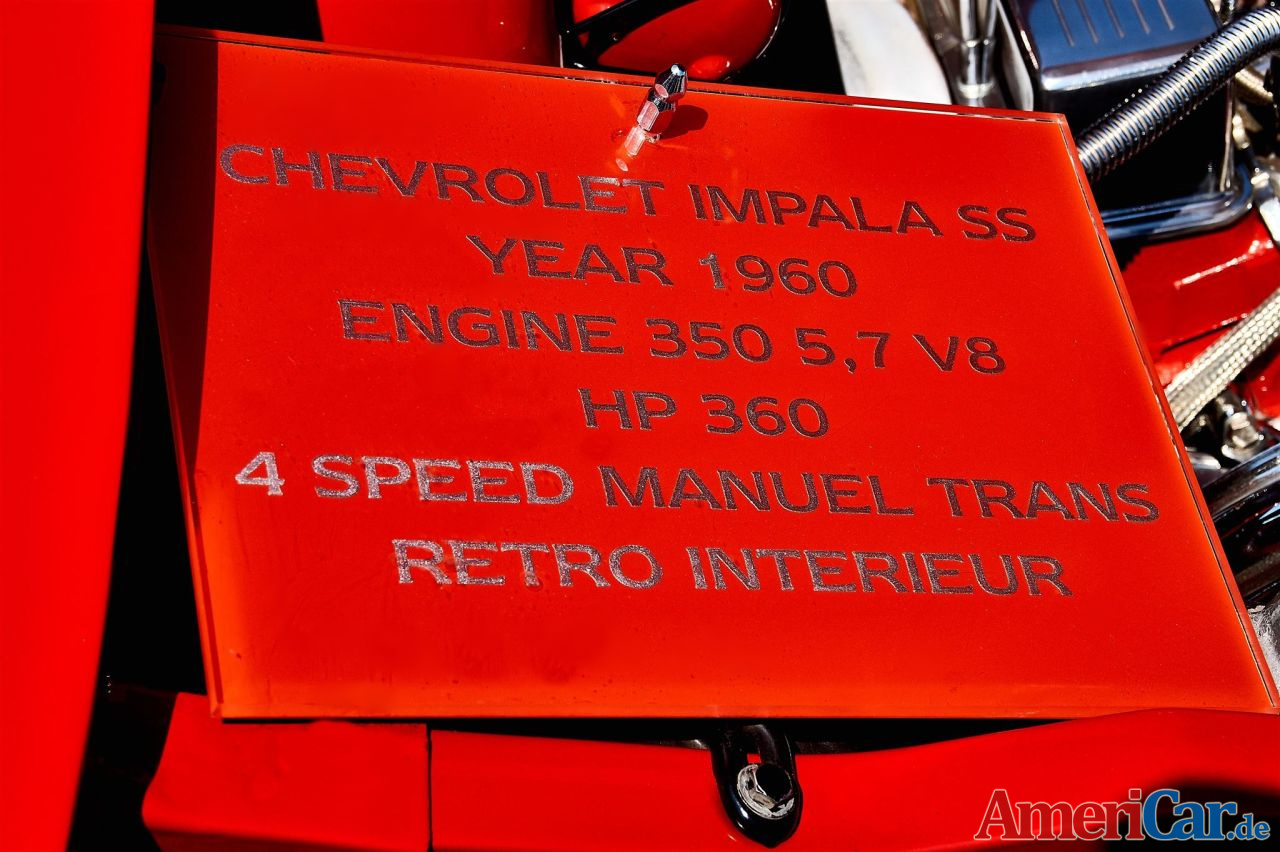 CHEVROLET IMPALA SS
YEAR 1960
ENGINE 350 5,7 V8
HP 360
4 SPEED MANUEL TRANS
RETRO INTERIEUR
AmeriCar.de